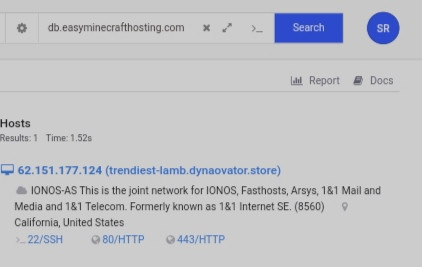 db.easyminecrafthosting.com >_ Search SR
Report Docs
Hosts
Results: 1 Time: 1.52s
62.151.177.124 (trendiest-lamb.dynaovator.store)
IONOS-AS This is the joint network for IONOS, Fasthosts, Arsys, 1&1 Mail and
Media and 1&1 Telecom. Formerly known as 1&1 Internet SE. (8560)
California, United States
>_ 22/SSH 80/HTTP 443/HTTP